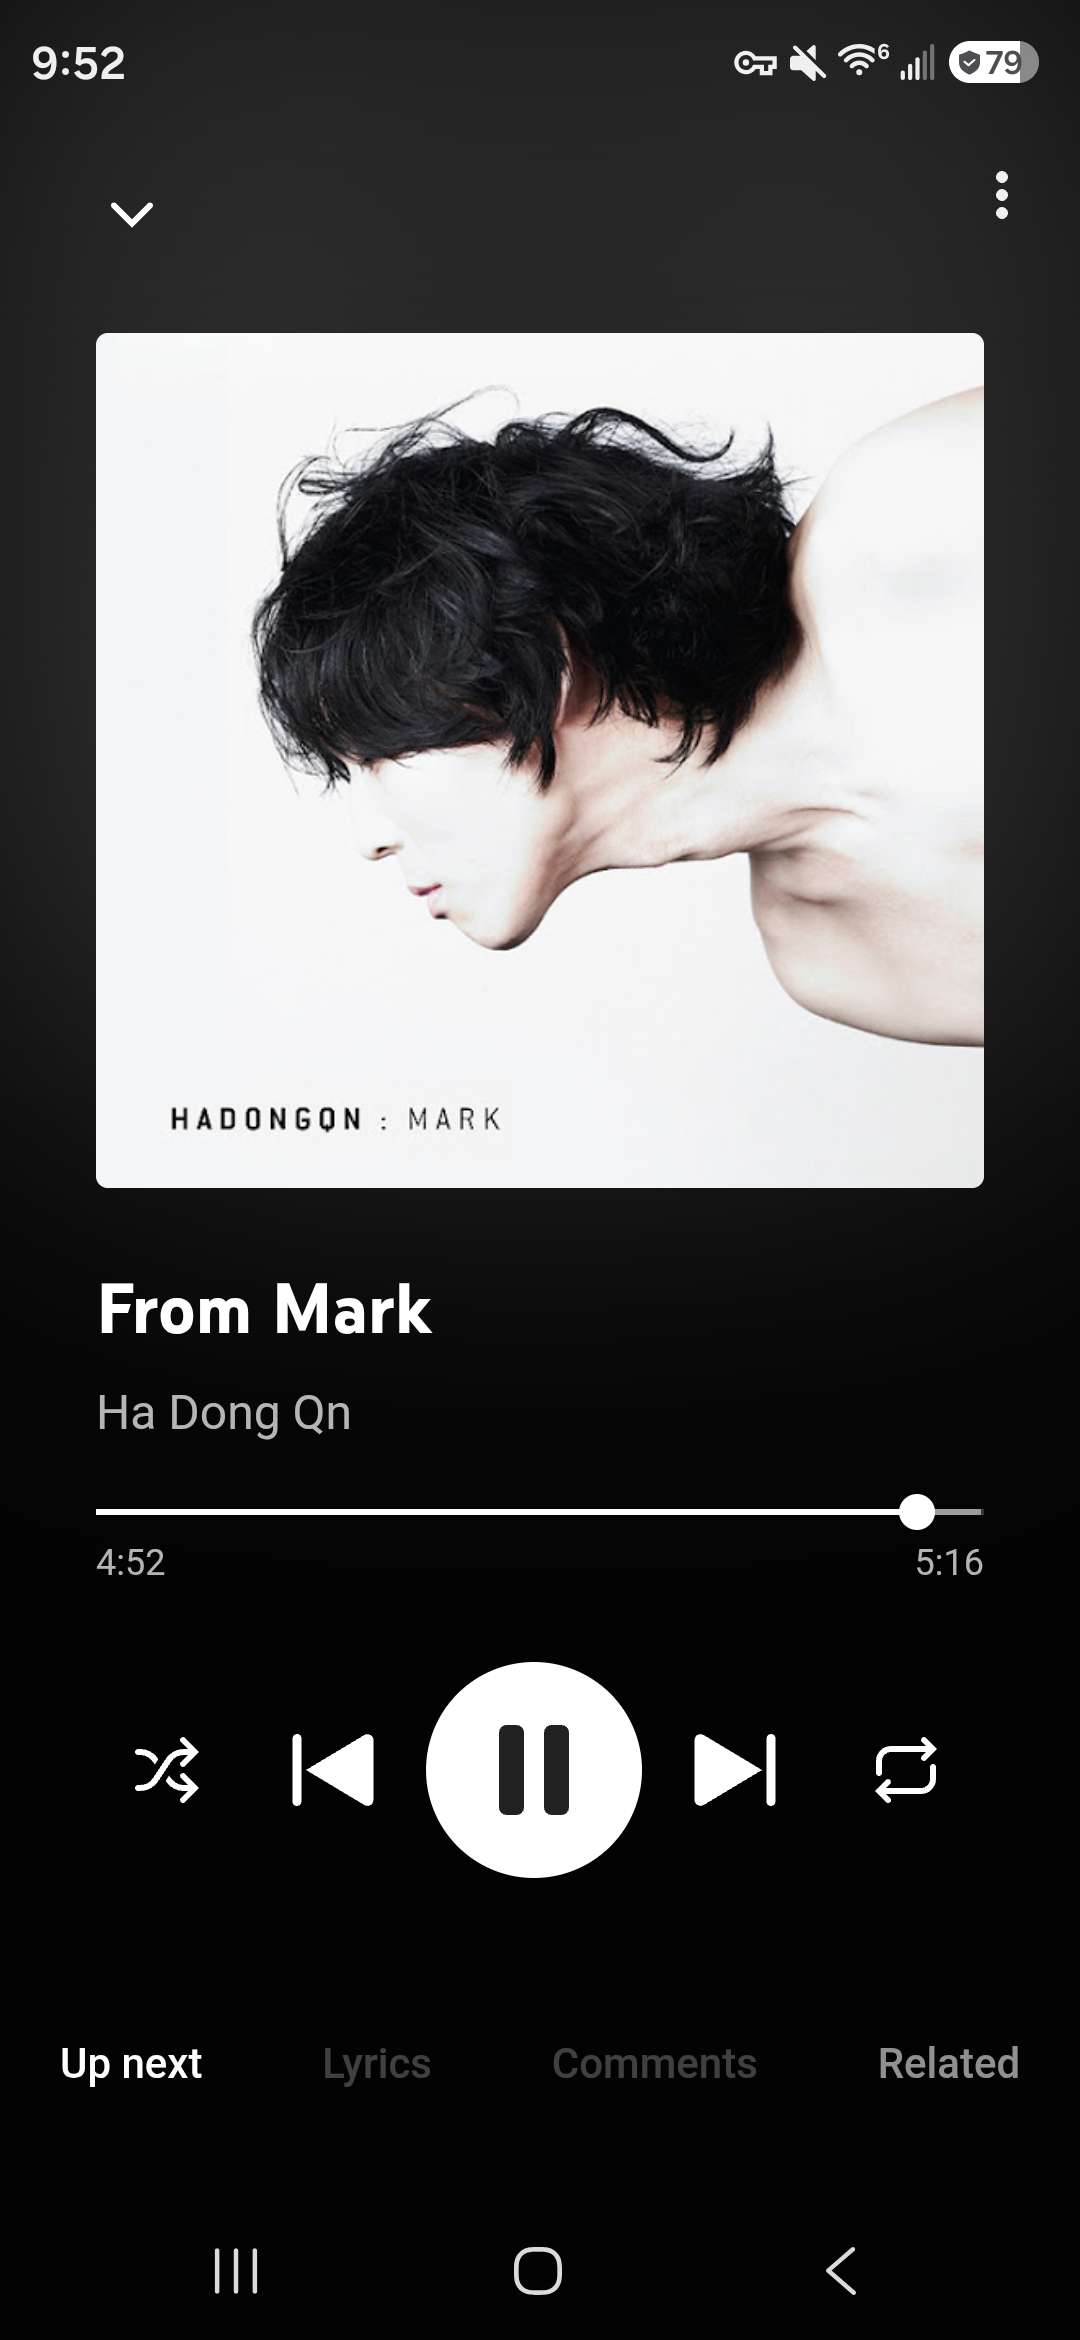 9:52
6
79
HADONGQN : MARK
From Mark
Ha Dong Qn
4:52 5:16
Up next Lyrics Comments Related